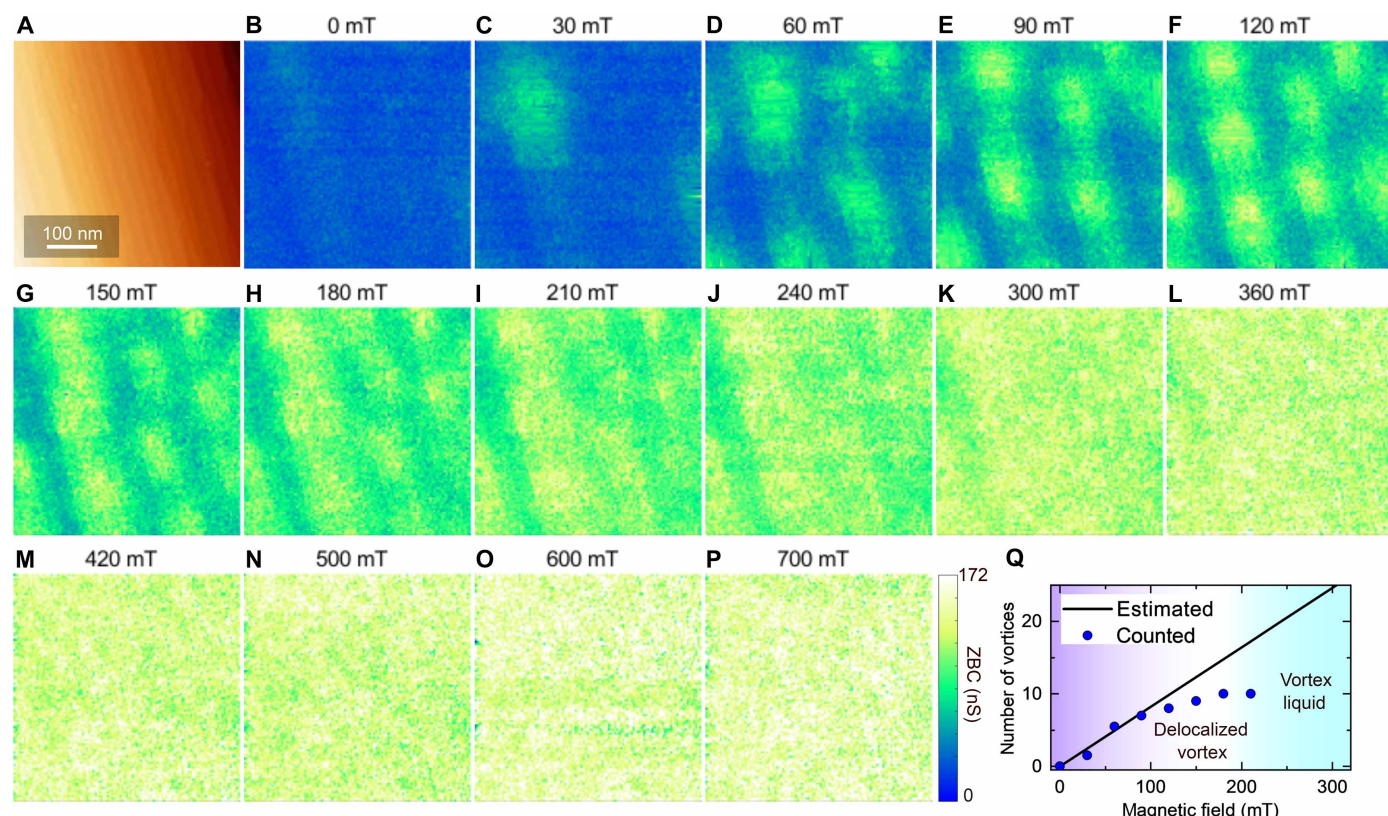 A
B 0 mT
C 30 mT
D 60 mT
E 90 mT
F 120 mT
100 nm
G 150 mT
H 180 mT
I 210 mT
J 240 mT
K 300 mT
L 360 mT
M 420 mT
N 500 mT
O 600 mT
P 700 mT
172
ZBC (nS)
0
Q
Number of vortices
20
10
0
Estimated
Counted
Vortex
liquid
Delocalized
vortex
0 100 200 300
Magnetic field (mT)